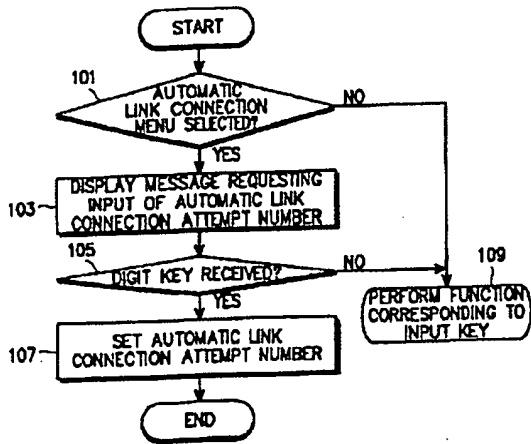 START
101
AUTOMATIC
LINK CONNECTION
MENU SELECTED?
NO
YES
DISPLAY MESSAGE REQUESTING
INPUT OF AUTOMATIC LINK
CONNECTION ATTEMPT NUMBER
103
105
DIGIT KEY RECEIVED?
NO
YES
109
PERFORM FUNCTION
CORRESPONDING TO
INPUT KEY
SET AUTOMATIC LINK
CONNECTION ATTEMPT NUMBER
107
END